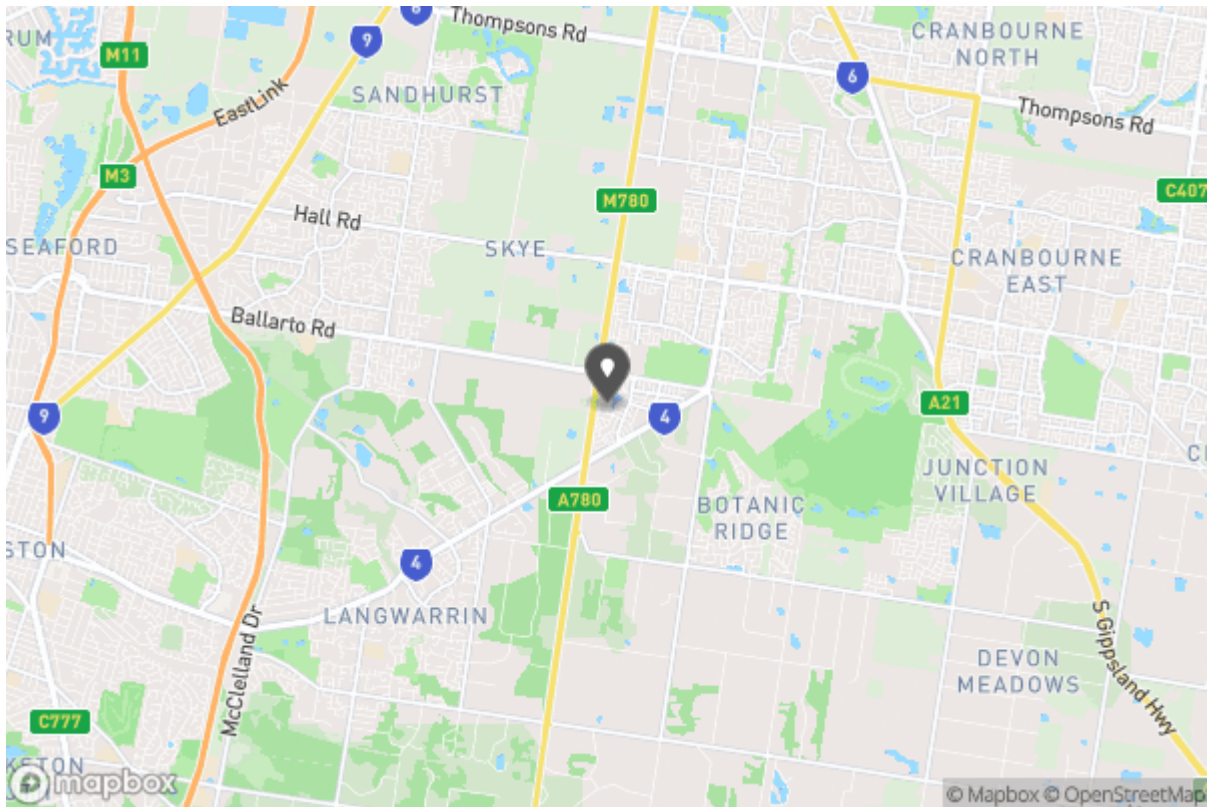 Thompsons Rd
6
CRANBOURNE
NORTH
RUM
M11
9
6
SANDHURST
EastLink
Thompsons Rd
M3
M780
C407
Hall Rd
SEAFORD
SKYE
CRANBOURNE
EAST
Ballarto Rd
9
4
A21
JUNCTION
VILLAGE
A780
BOTANIC
RIDGE
STON
4
LANGWARRIN
McClelland Dr
S Gippsland Hwy
DEVON
MEADOWS
C777
KSTON
mapbox
© Mapbox © OpenStreetMap